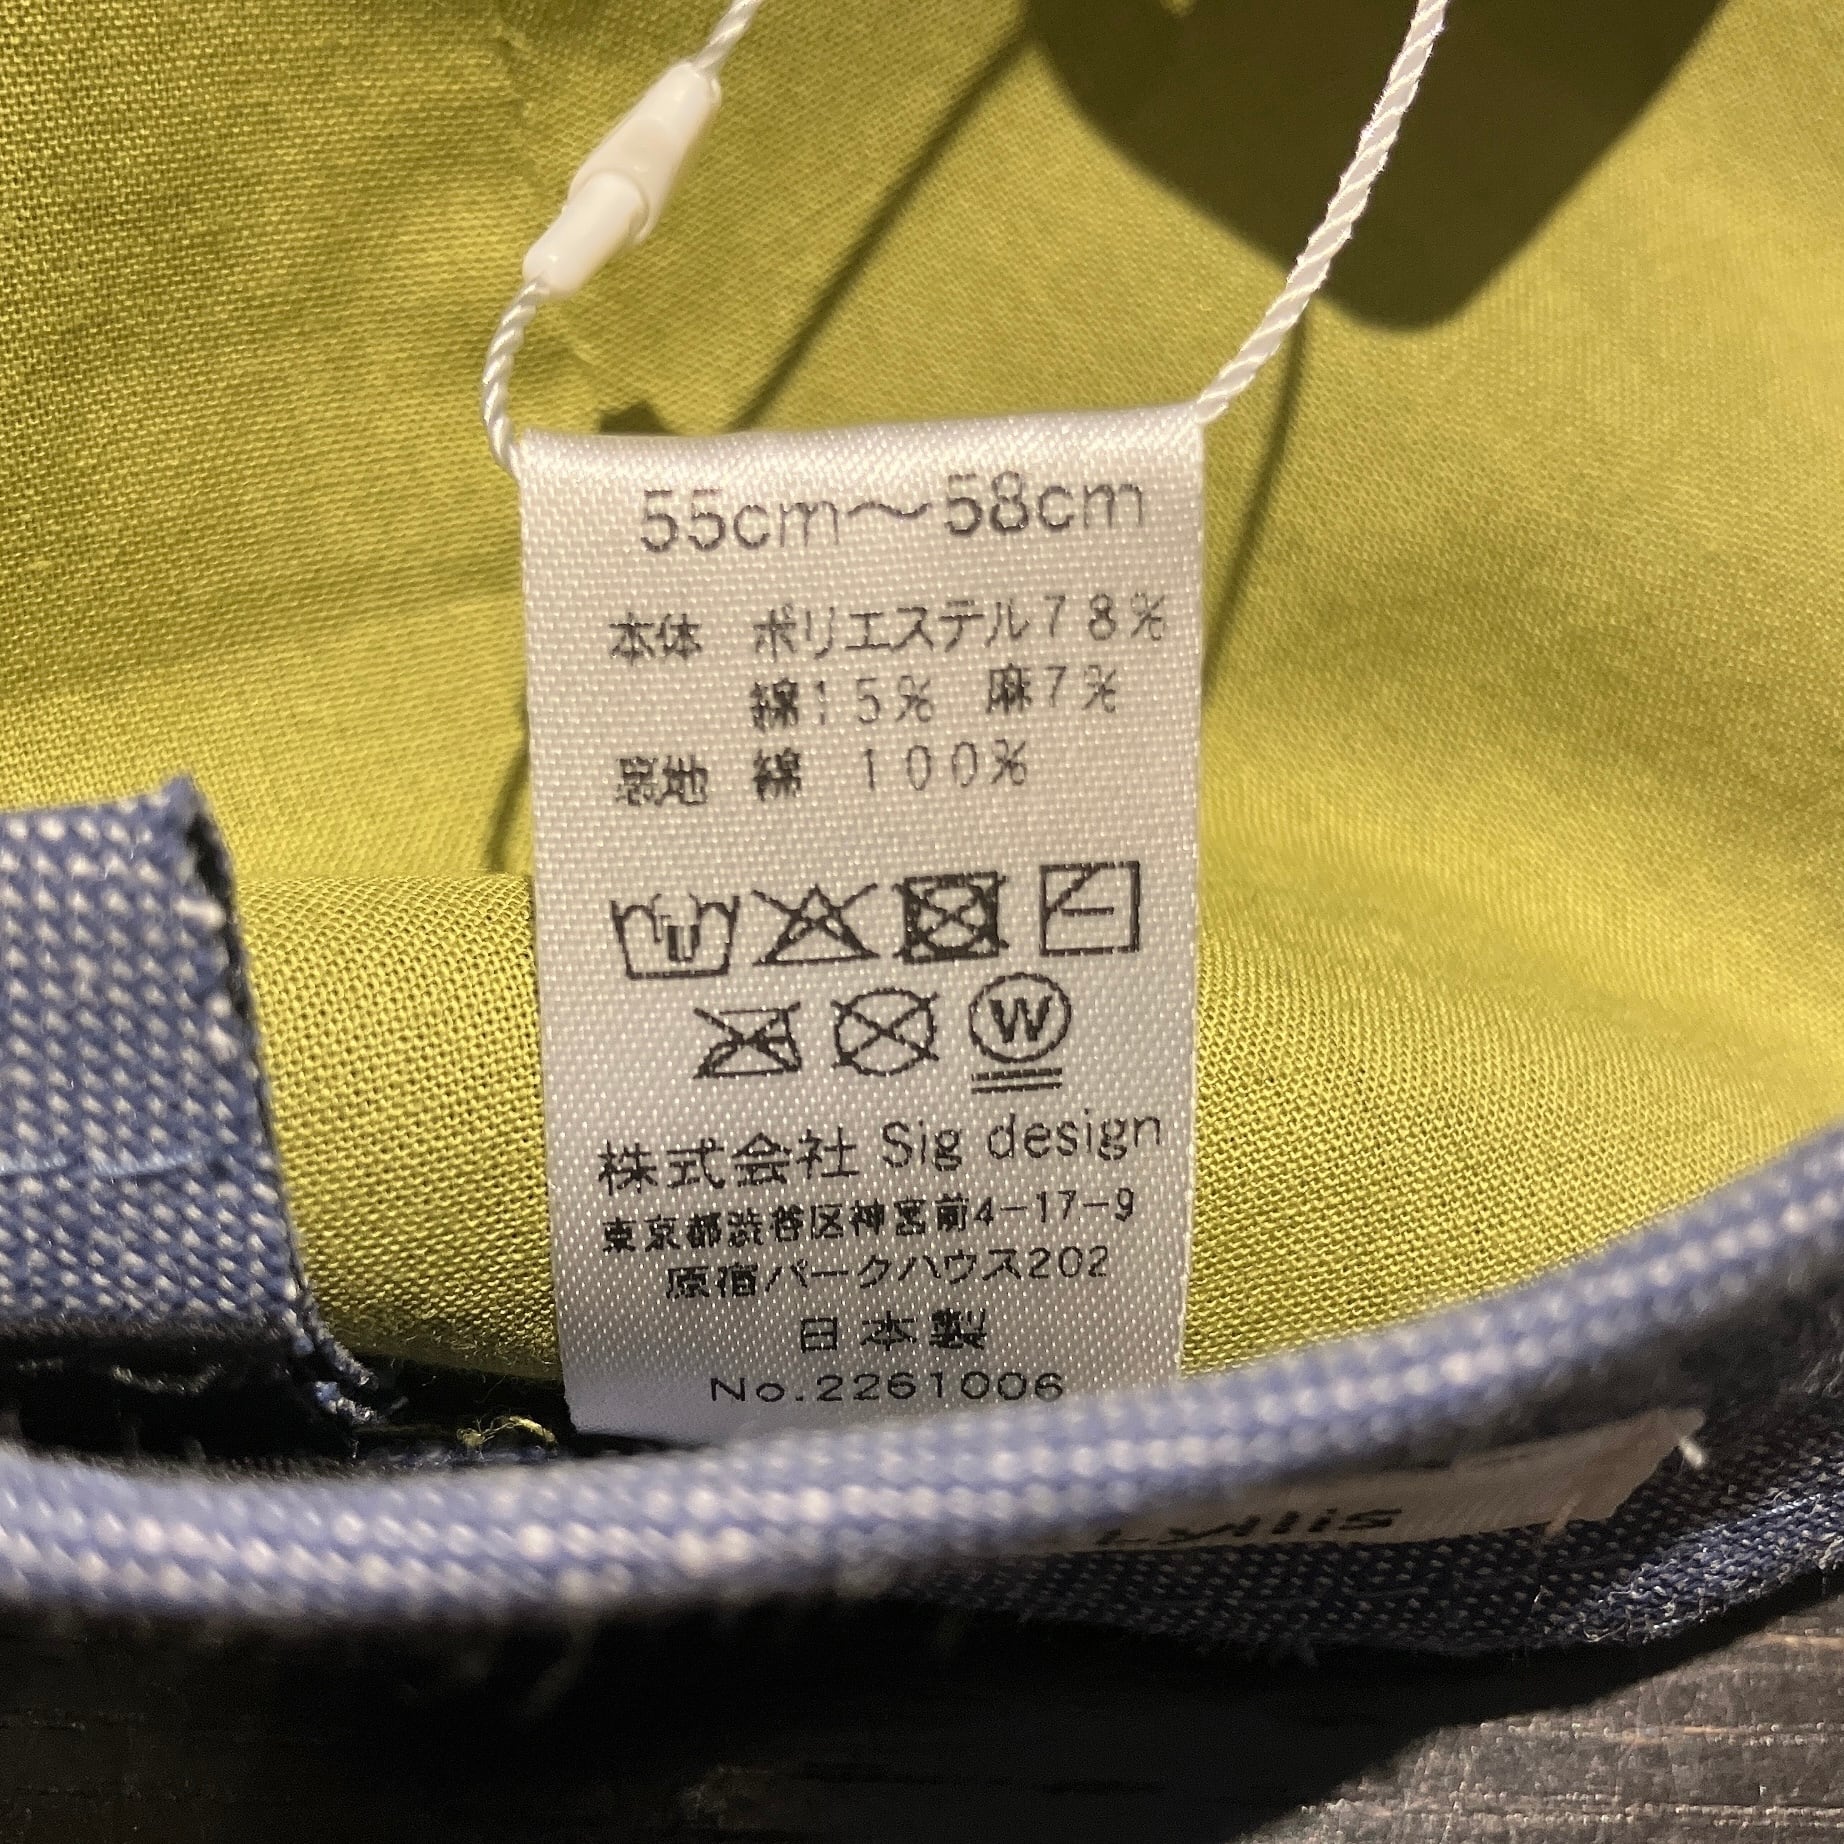 55cm～58cm
本体 ポリエステル78%
綿15% 麻7%
裏地 綿 100%
W
株式会社 Sig design
東京都渋谷区神宮前4-17-9
原宿パークハウス202
日本製
No.2261006